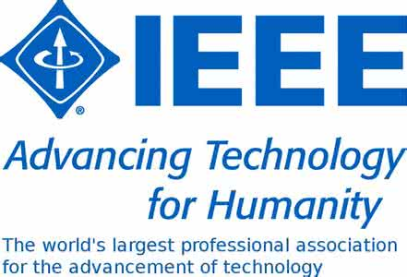 IEEE
®
Advancing Technology
for Humanity
The world's largest professional association
for the advancement of technology